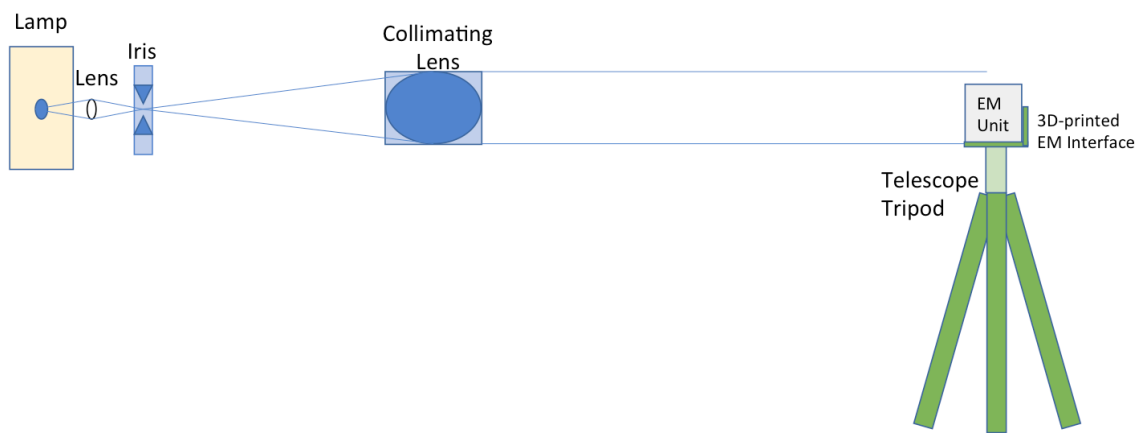 Lamp
Lens
Iris
Collimating
Lens
EM
Unit
3D-printed
EM Interface
Telescope
Tripod